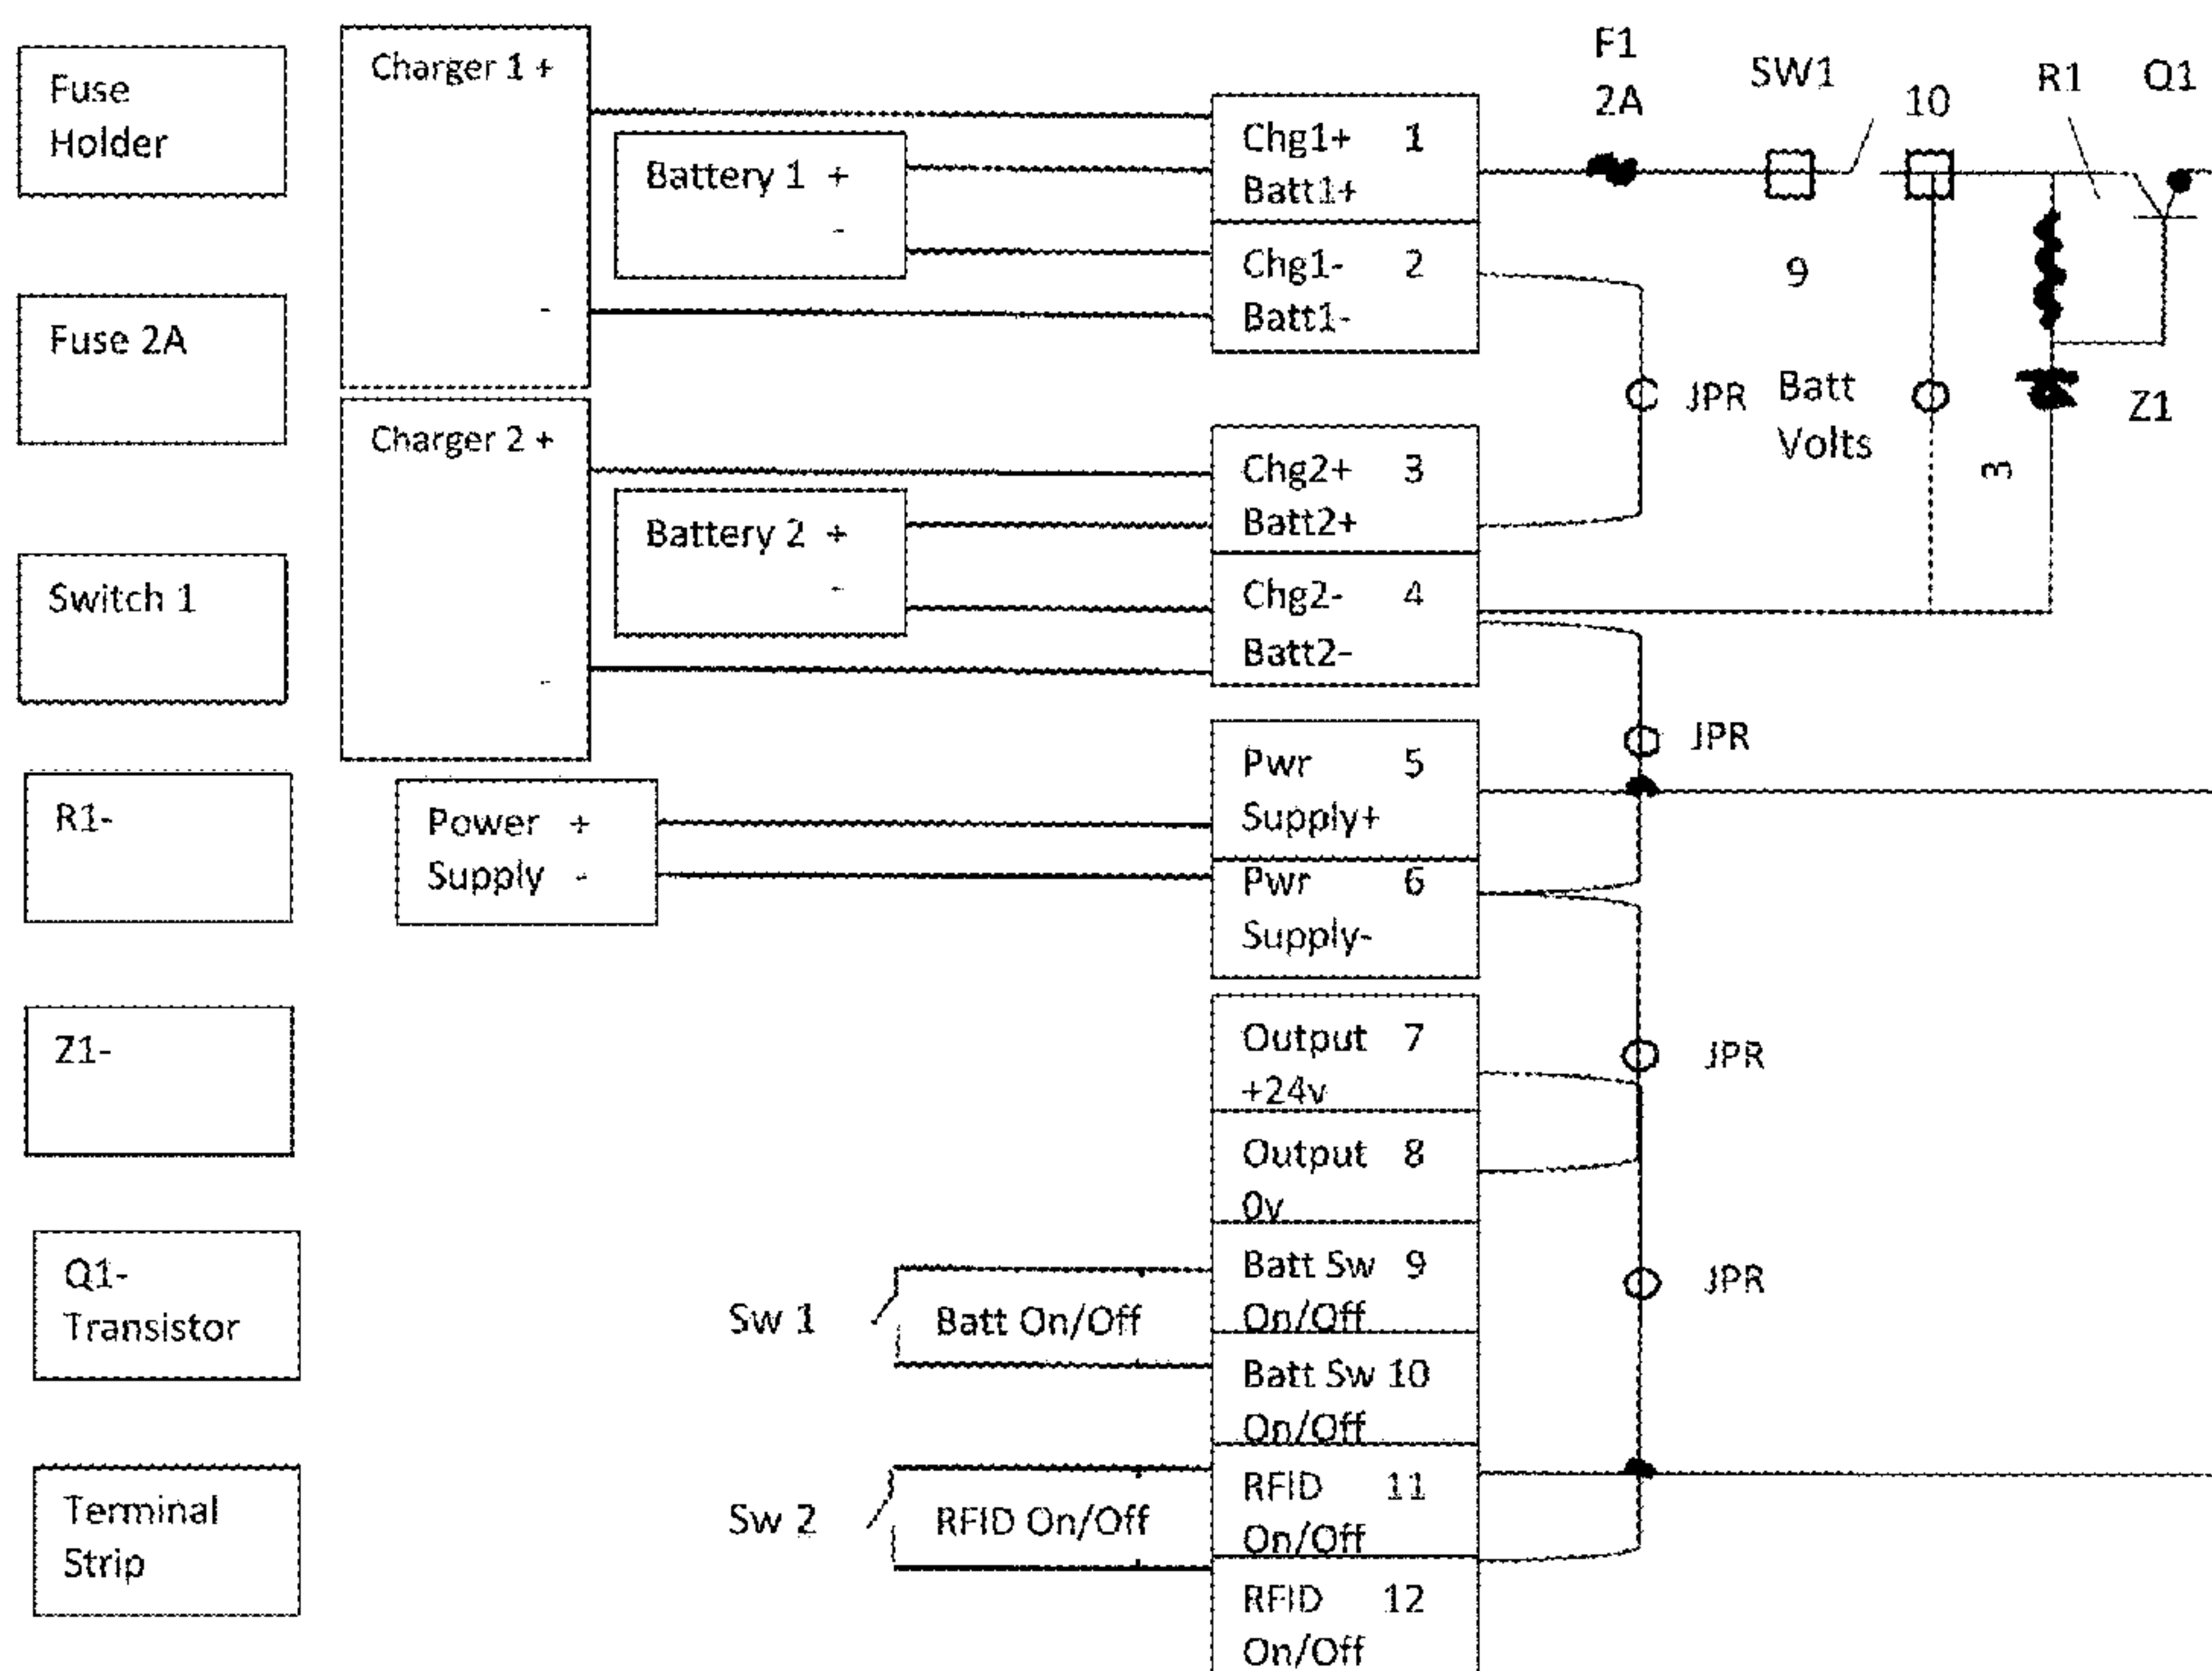 Fuse
Holder
Fuse 2A
Switch 1
R1-
Z1-
Q1-
Transistor
Terminal
Strip
Charger 1 +
-
Battery 1 +
-
Charger 2 +
-
Battery 2 +
-
Power +
Supply -
Sw 1
Batt On/Off
Sw 2
RFID On/Off
Chg1+ 1
Batt1+
Chg1- 2
Batt1-
Chg2+ 3
Batt2+
Chg2- 4
Batt2-
Pwr 5
Supply+
Pwr 6
Supply-
Output 7
+24v
Output 8
0v
Batt Sw 9
On/Off
Batt Sw 10
On/Off
RFID 11
On/Off
RFID 12
On/Off
F1
2A
SW1
10
R1
Q1
9
JPR
Batt
Volts
3
Z1
JPR
JPR
JPR